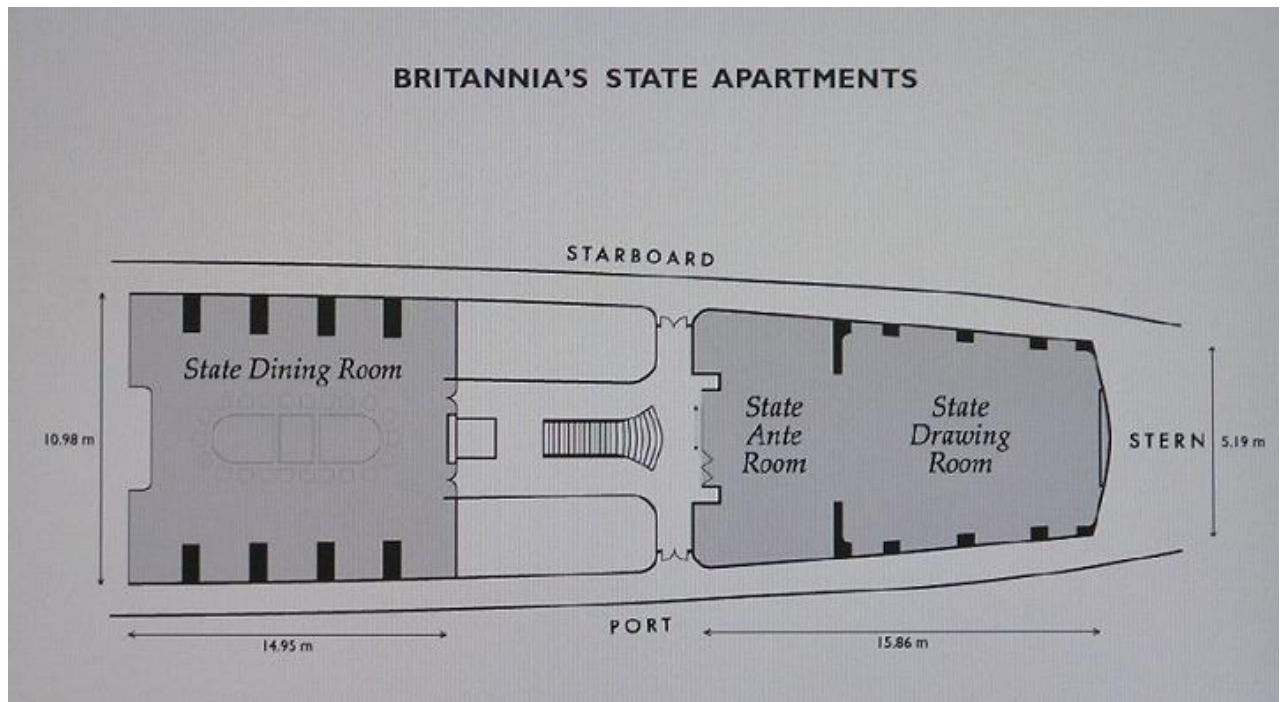 BRITANNIA'S STATE APARTMENTS
STARBOARD
State Dining Room
10.98 m
State
Ante
Room
State
Drawing
Room
STERN
5.19 m
PORT
14.95 m
15.86 m